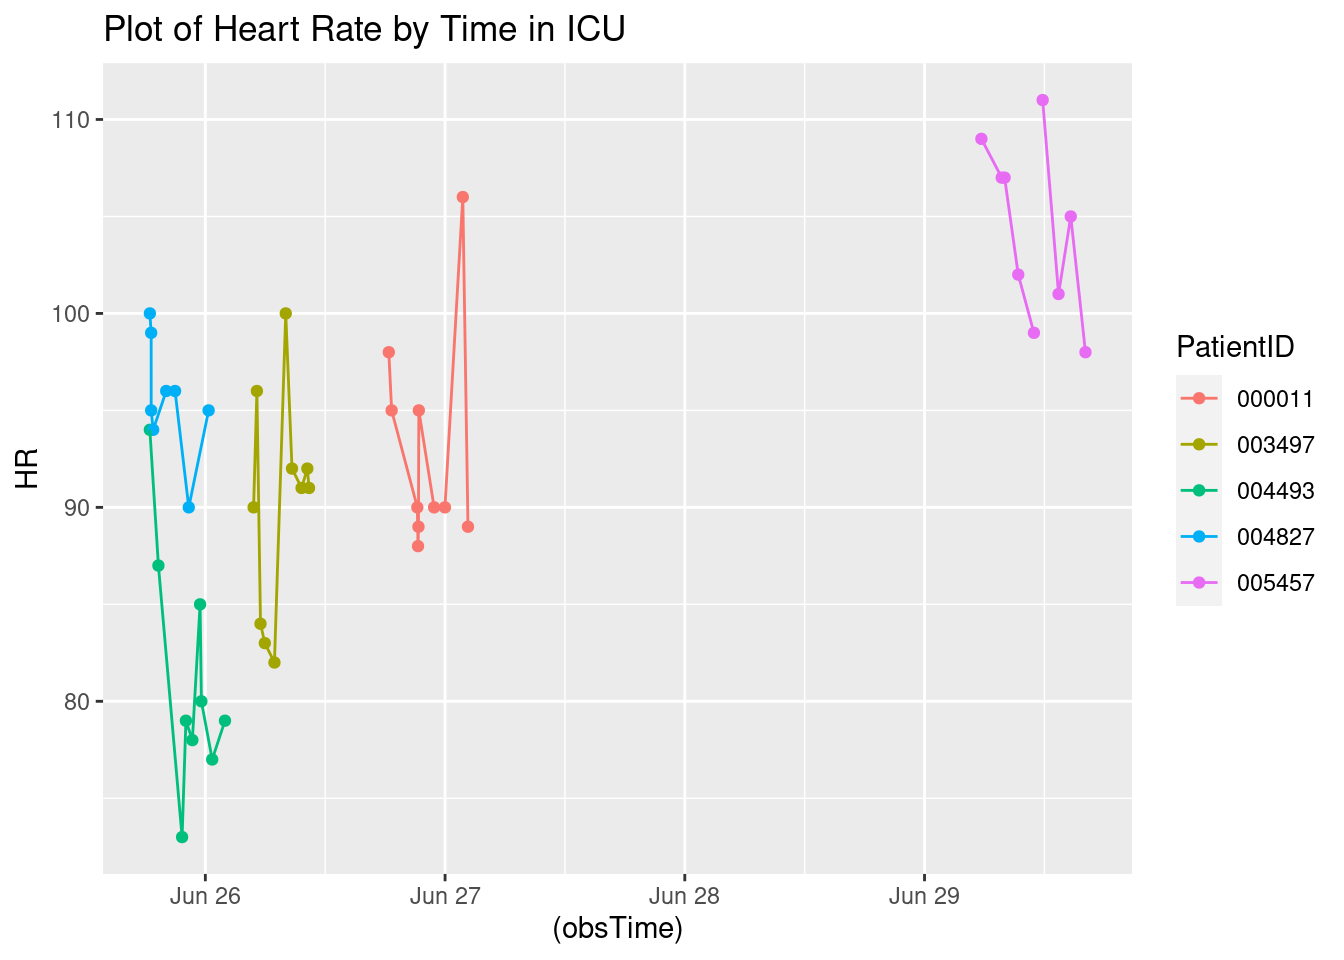 Plot of Heart Rate by Time in ICU
110
100
90
80
HR
Jun 26
Jun 27
Jun 28
Jun 29
(obsTime)
PatientID
000011
003497
004493
004827
005457